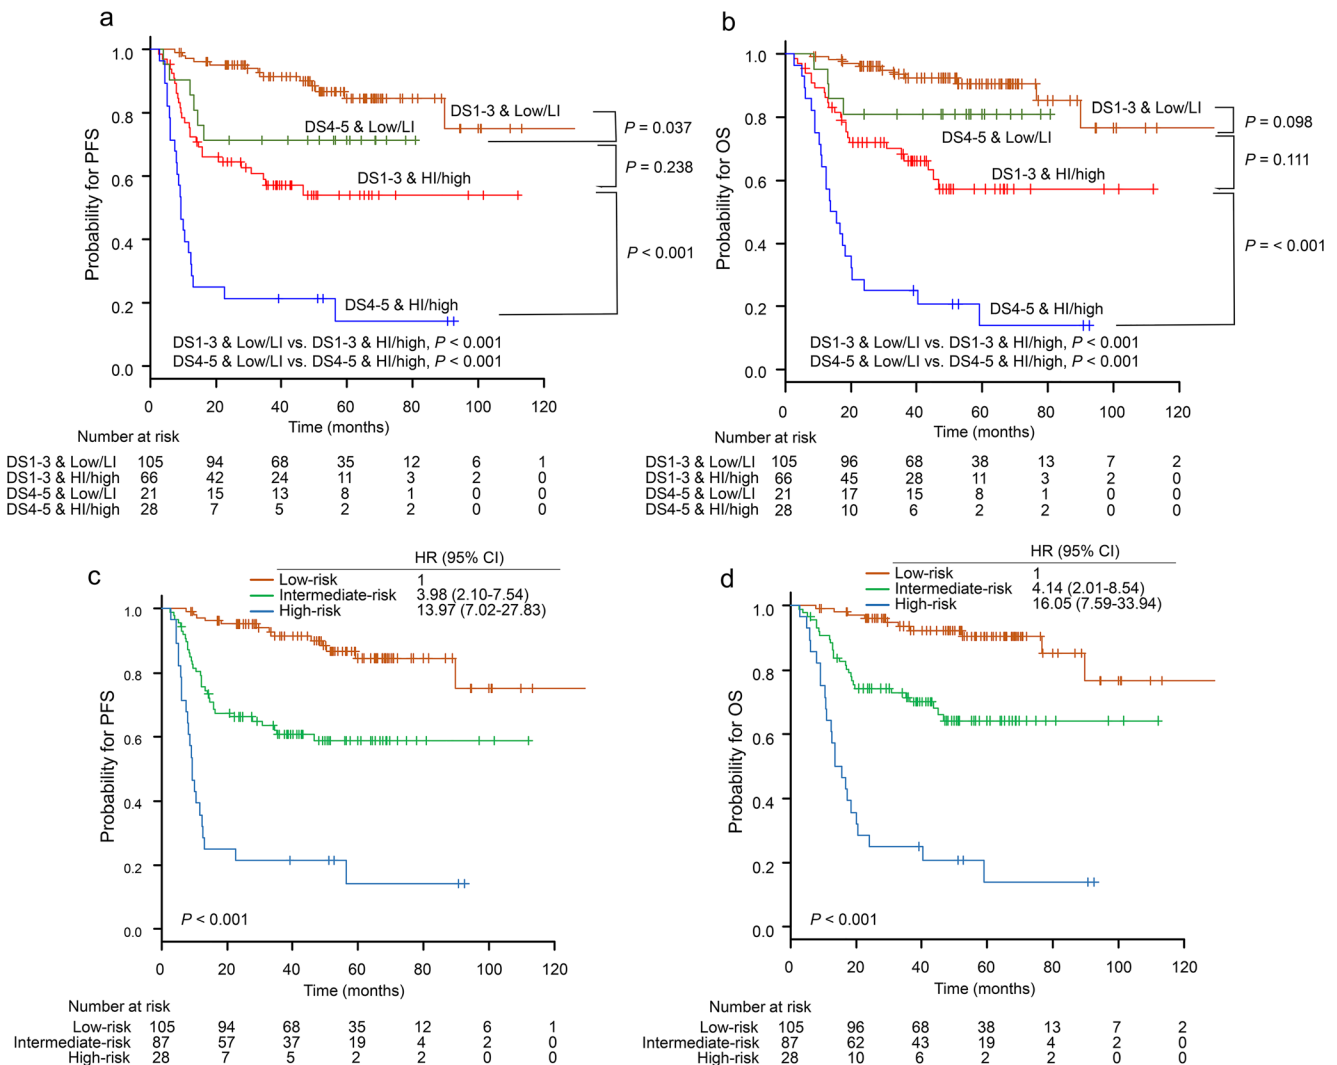 a
1.0
0.8
0.6
0.4
0.2
0.0
Probability for PFS
DS1-3 & Low/LI
DS4-5 & Low/LI
DS1-3 & HI/high
DS4-5 & HI/high
P = 0.037
P = 0.238
P < 0.001
DS1-3 & Low/LI vs. DS1-3 & HI/high, P < 0.001
DS4-5 & Low/LI vs. DS4-5 & HI/high, P < 0.001
0 20 40 60 80 100 120
Time (months)
Number at risk
DS1-3 & Low/LI 105 94 68 35 12 6 1
DS1-3 & HI/high 66 42 24 11 3 2 0
DS4-5 & Low/LI 21 15 13 8 1 0 0
DS4-5 & HI/high 28 7 5 2 2 0 0
b
1.0
0.8
0.6
0.4
0.2
0.0
Probability for OS
DS1-3 & Low/LI
DS4-5 & Low/LI
DS1-3 & HI/high
DS4-5 & HI/high
P = 0.098
P = 0.111
P = < 0.001
DS1-3 & Low/LI vs. DS1-3 & HI/high, P < 0.001
DS4-5 & Low/LI vs. DS4-5 & HI/high, P < 0.001
0 20 40 60 80 100 120
Time (months)
Number at risk
DS1-3 & Low/LI 105 96 68 38 13 7 2
DS1-3 & HI/high 66 45 28 11 3 2 0
DS4-5 & Low/LI 21 17 15 8 1 0 0
DS4-5 & HI/high 28 10 6 2 2 0 0
c
HR (95% CI)
Low-risk 1
Intermediate-risk 3.98 (2.10-7.54)
High-risk 13.97 (7.02-27.83)
1.0
0.8
0.6
0.4
0.2
0.0
Probability for PFS
P < 0.001
0 20 40 60 80 100 120
Time (months)
Number at risk
Low-risk 105 94 68 35 12 6 1
Intermediate-risk 87 57 37 19 4 2 0
High-risk 28 7 5 2 2 0 0
d
HR (95% CI)
Low-risk 1
Intermediate-risk 4.14 (2.01-8.54)
High-risk 16.05 (7.59-33.94)
1.0
0.8
0.6
0.4
0.2
0.0
Probability for OS
P < 0.001
0 20 40 60 80 100 120
Time (months)
Number at risk
Low-risk 105 96 68 38 13 7 2
Intermediate-risk 87 62 43 19 4 2 0
High-risk 28 10 6 2 2 0 0